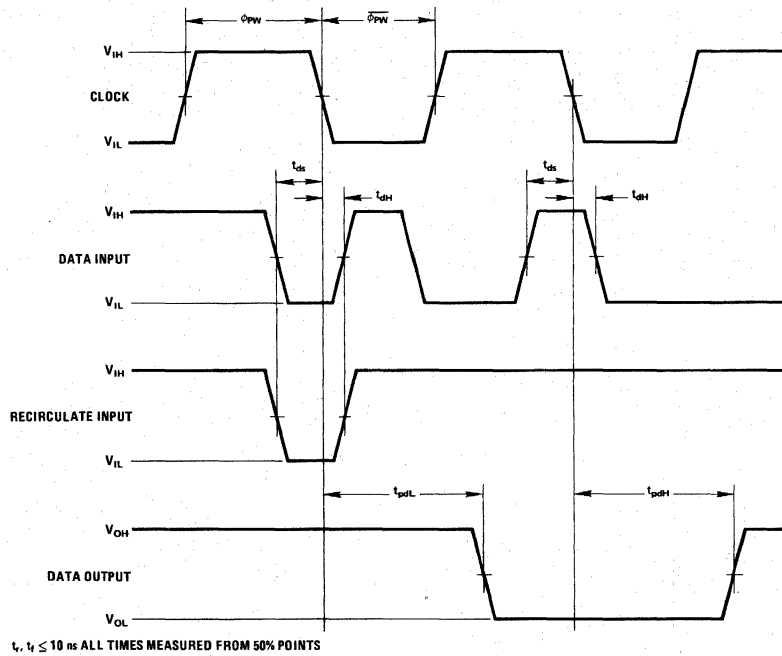 ϕPW
ϕPW
VIH
CLOCK
VIL
tds
tdH
tds
tdH
VIH
DATA INPUT
VIL
VIH
RECIRCULATE INPUT
VIL
tpdL
tpdH
VOH
DATA OUTPUT
VOL
tr, tf ≤ 10 ns ALL TIMES MEASURED FROM 50% POINTS